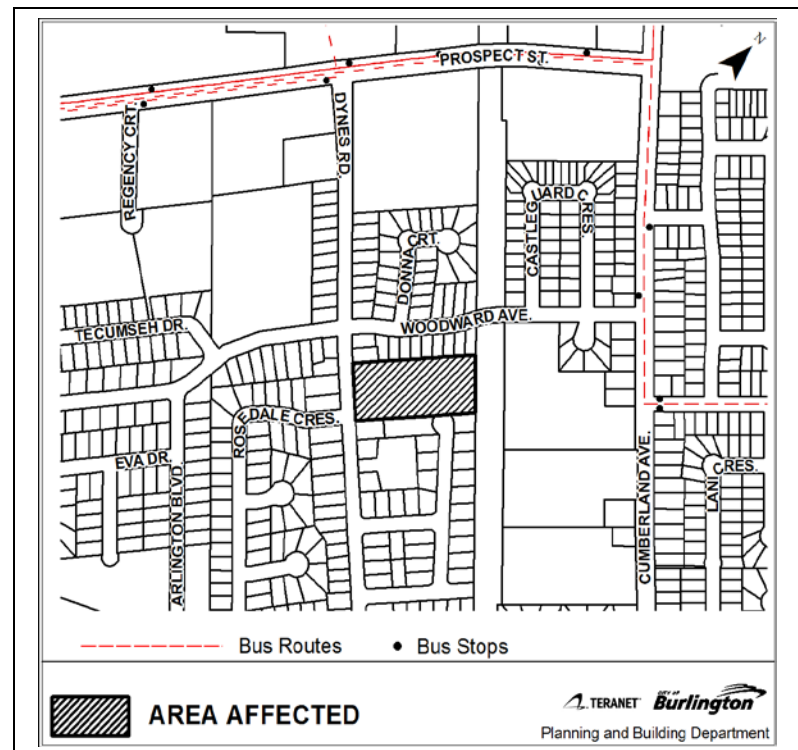 N
PROSPECT ST.
REGENCY CRT.
DYNES RD.
CASTLEGUARD CRES.
DONNA CRT.
TECUMSEH DR.
WOODWARD AVE.
ROSEDALE CRES.
EVA DR.
ARLINGTON BLVD.
CUMBERLAND AVE.
LANI CRES.
Bus Routes
Bus Stops
AREA AFFECTED
TERANET
CITY OF
Burlington
Planning and Building Department